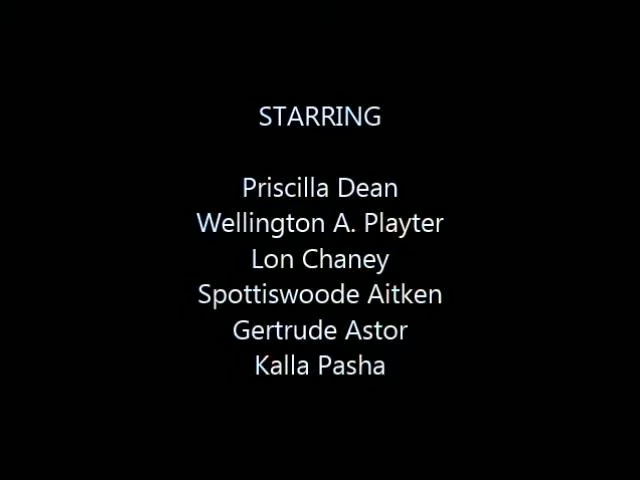 STARRING
Priscilla Dean
Wellington A. Playter
Lon Chaney
Spottiswoode Aitken
Gertrude Astor
Kalla Pasha